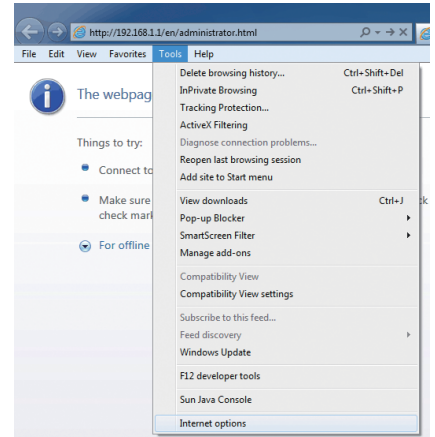 http://192.168.1.1/en/administrator.html
File Edit View Favorites Tools Help
Delete browsing history... Ctrl+Shift+Del
InPrivate Browsing Ctrl+Shift+P
Tracking Protection...
ActiveX Filtering
Diagnose connection problems...
Reopen last browsing session
Add site to Start menu
View downloads Ctrl+J
Pop-up Blocker
SmartScreen Filter
Manage add-ons
Compatibility View
Compatibility View settings
Subscribe to this feed...
Feed discovery
Windows Update
F12 developer tools
Sun Java Console
Internet options
The webpag
Things to try:
Connect to
Make sure
check mark
For offline